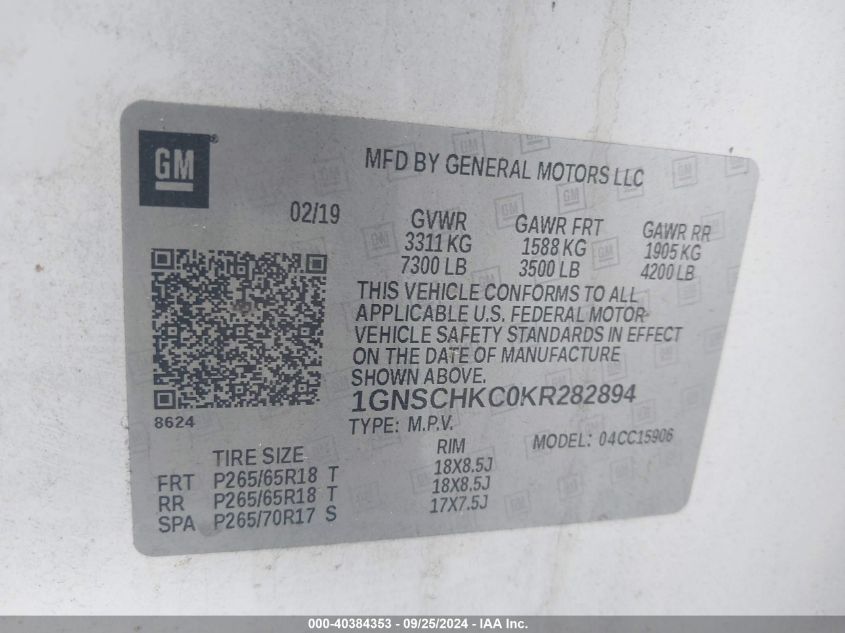 GM
MFD BY GENERAL MOTORS LLC
02/19
GVWR GAWR FRT GAWR RR
3311 KG 1588 KG 1905 KG
7300 LB 3500 LB 4200 LB
THIS VEHICLE CONFORMS TO ALL
APPLICABLE U.S. FEDERAL MOTOR
VEHICLE SAFETY STANDARDS IN EFFECT
ON THE DATE OF MANUFACTURE
SHOWN ABOVE.
1GNSCHKC0KR282894
8624
TYPE: M.P.V. MODEL: 04CC15906
TIRE SIZE RIM
FRT P265/65R18 T 18X8.5J
RR P265/65R18 T 18X8.5J
SPA P265/70R17 S 17X7.5J
000-40384353 - 09/25/2024 - IAA Inc.